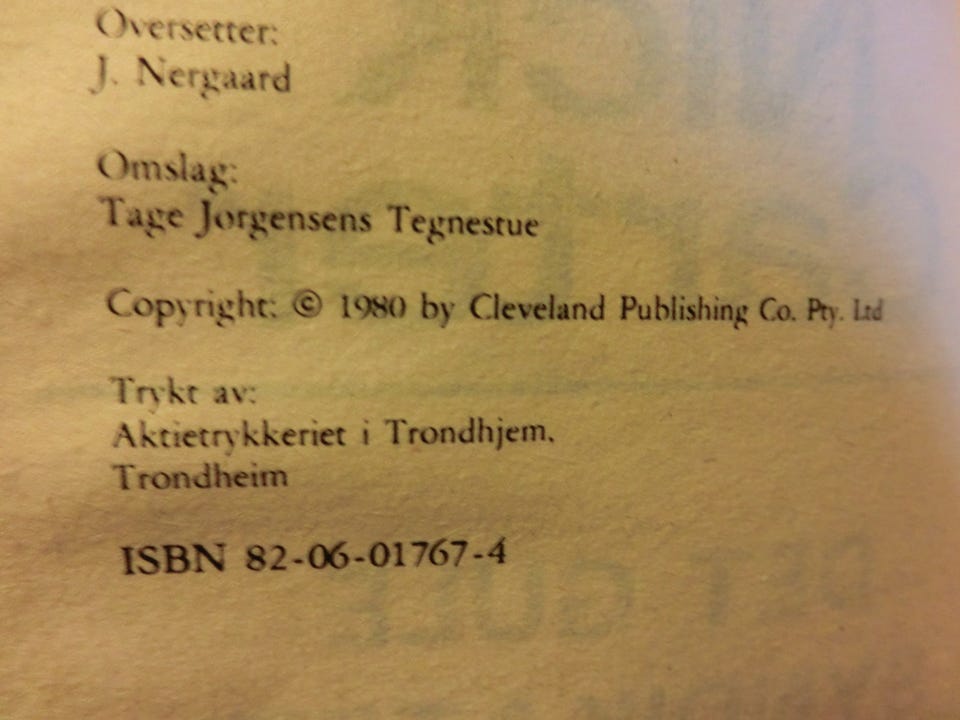 Oversetter:
J. Nergaard
Omslag:
Tage Jørgensens Tegnestue
Copyright: © 1980 by Cleveland Publishing Co. Pty. Ltd
Trykt av:
Aktietrykkeriet i Trondhjem.
Trondheim
ISBN 82-06-01767-4